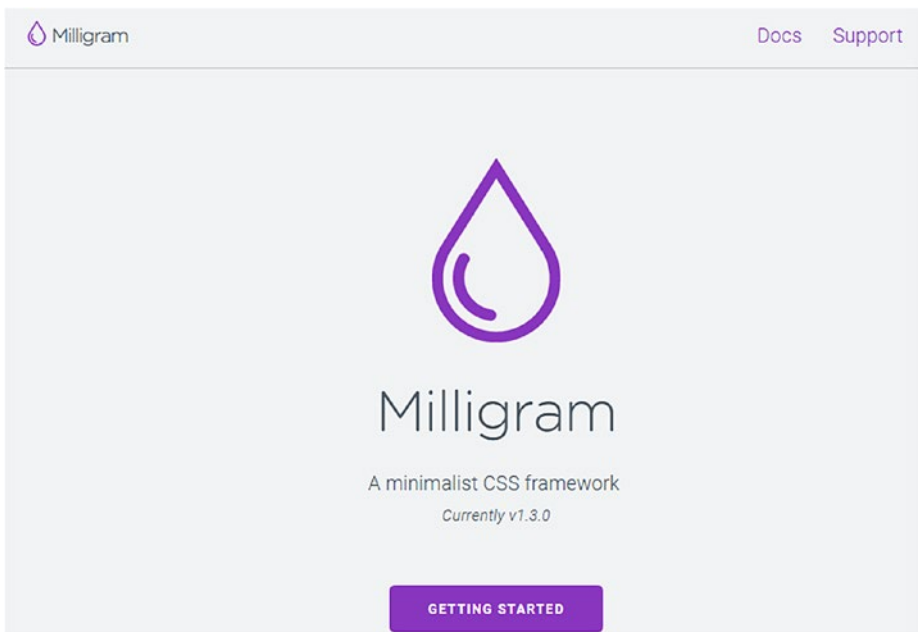 Milligram
Docs Support
Milligram
A minimalist CSS framework
Currently v1.3.0
GETTING STARTED